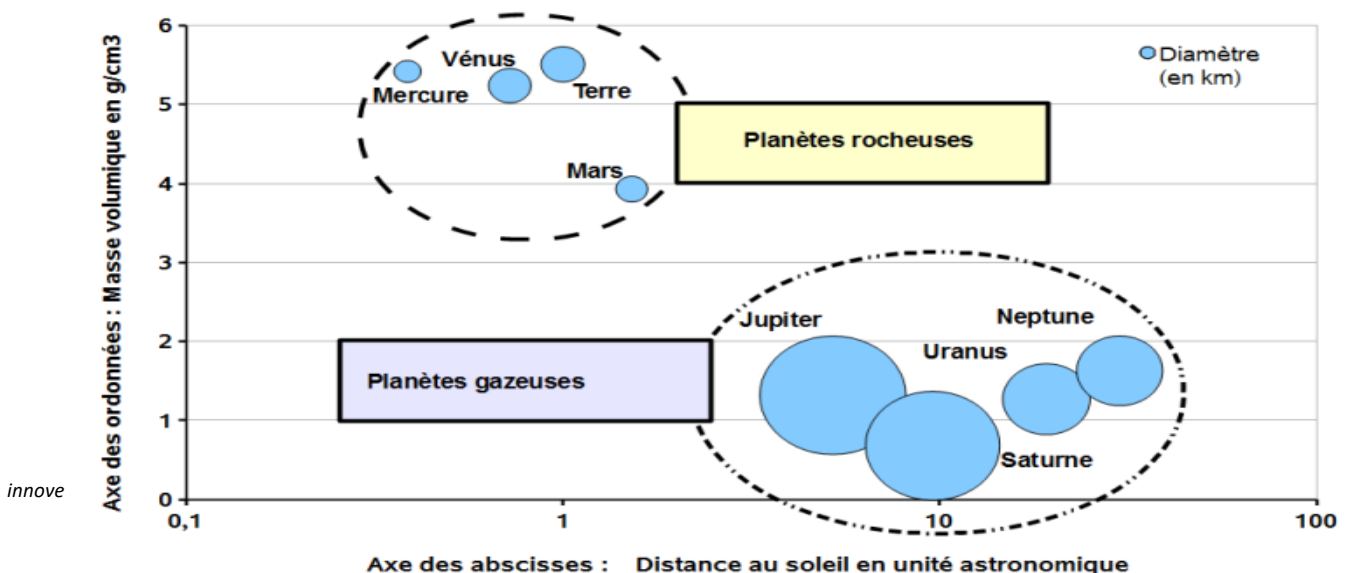 Axe des ordonnées : Masse volumique en g/cm3
6
5
4
3
2
1
0
Mercure
Vénus
Terre
Mars
Diamètre
(en km)
Planètes rocheuses
Planètes gazeuses
Jupiter
Saturne
Uranus
Neptune
innove
0,1
1
10
100
Axe des abscisses : Distance au soleil en unité astronomique